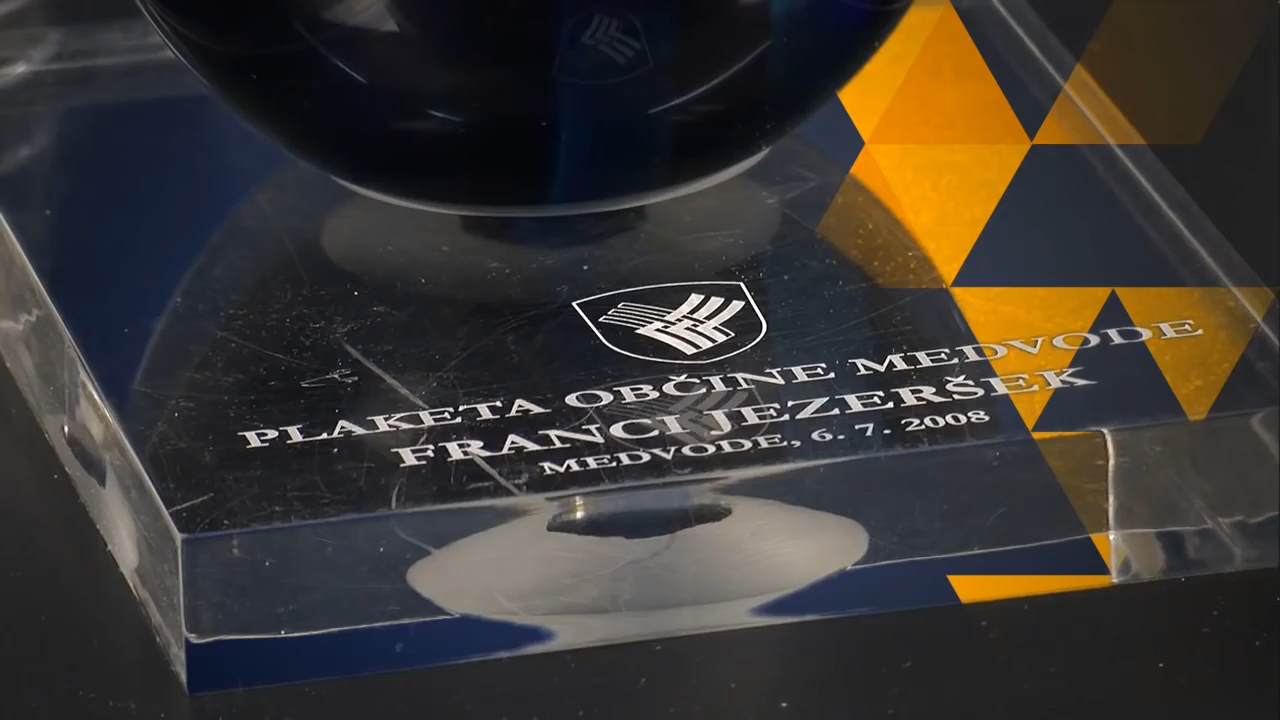 PLAKETA OBČINE MEDVODE
FRANCI JEZERŠEK
MEDVODE, 6. 7. 2008